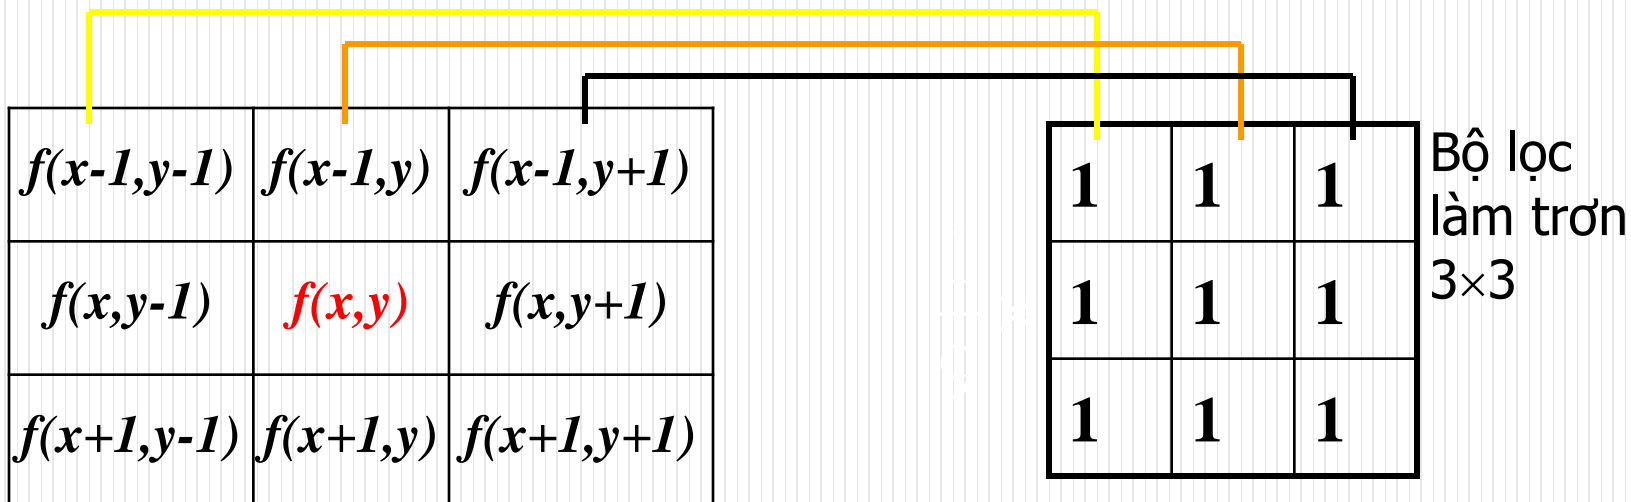 f(x-1,y-1) f(x-1,y) f(x-1,y+1)
f(x,y-1) f(x,y) f(x,y+1)
f(x+1,y-1) f(x+1,y) f(x+1,y+1)
1 1 1
1 1 1
1 1 1
Bộ lọc
làm trơn
3×3